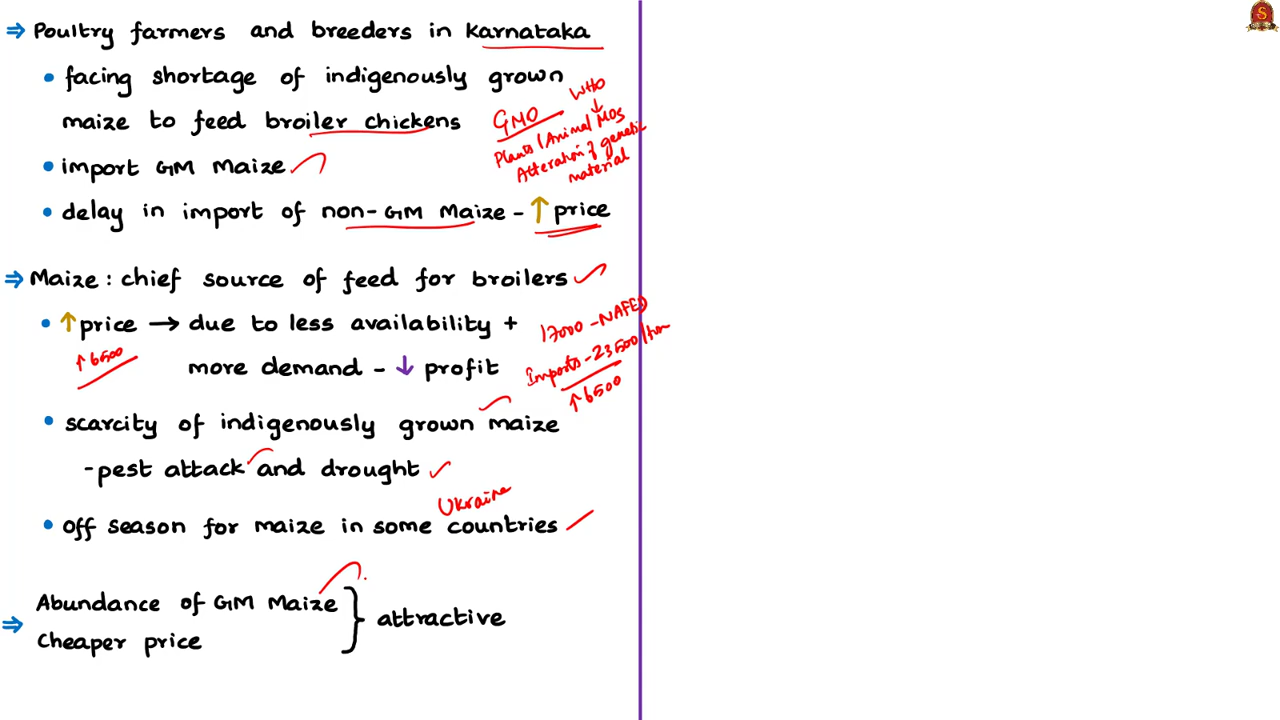 ⇒ Poultry farmers and breeders in Karnataka
• facing shortage of indigenously grown
maize to feed broiler chickens
WHO
↓
GMO
Plants / Animal / MOS
Alteration of genetic
material
• import GM Maize
• delay in import of non-GM Maize - ↑ price
⇒ Maize : chief source of feed for broilers
• ↑ price → due to less availability +
more demand - ↓ profit
↑ 6500
17000 - NAFED
Imports - 23500 / ton
↑ 6500
• scarcity of indigenously grown maize
- pest attack and drought
Ukraine
• off season for maize in some countries
⇒ Abundance of GM Maize
Cheaper price } attractive
S